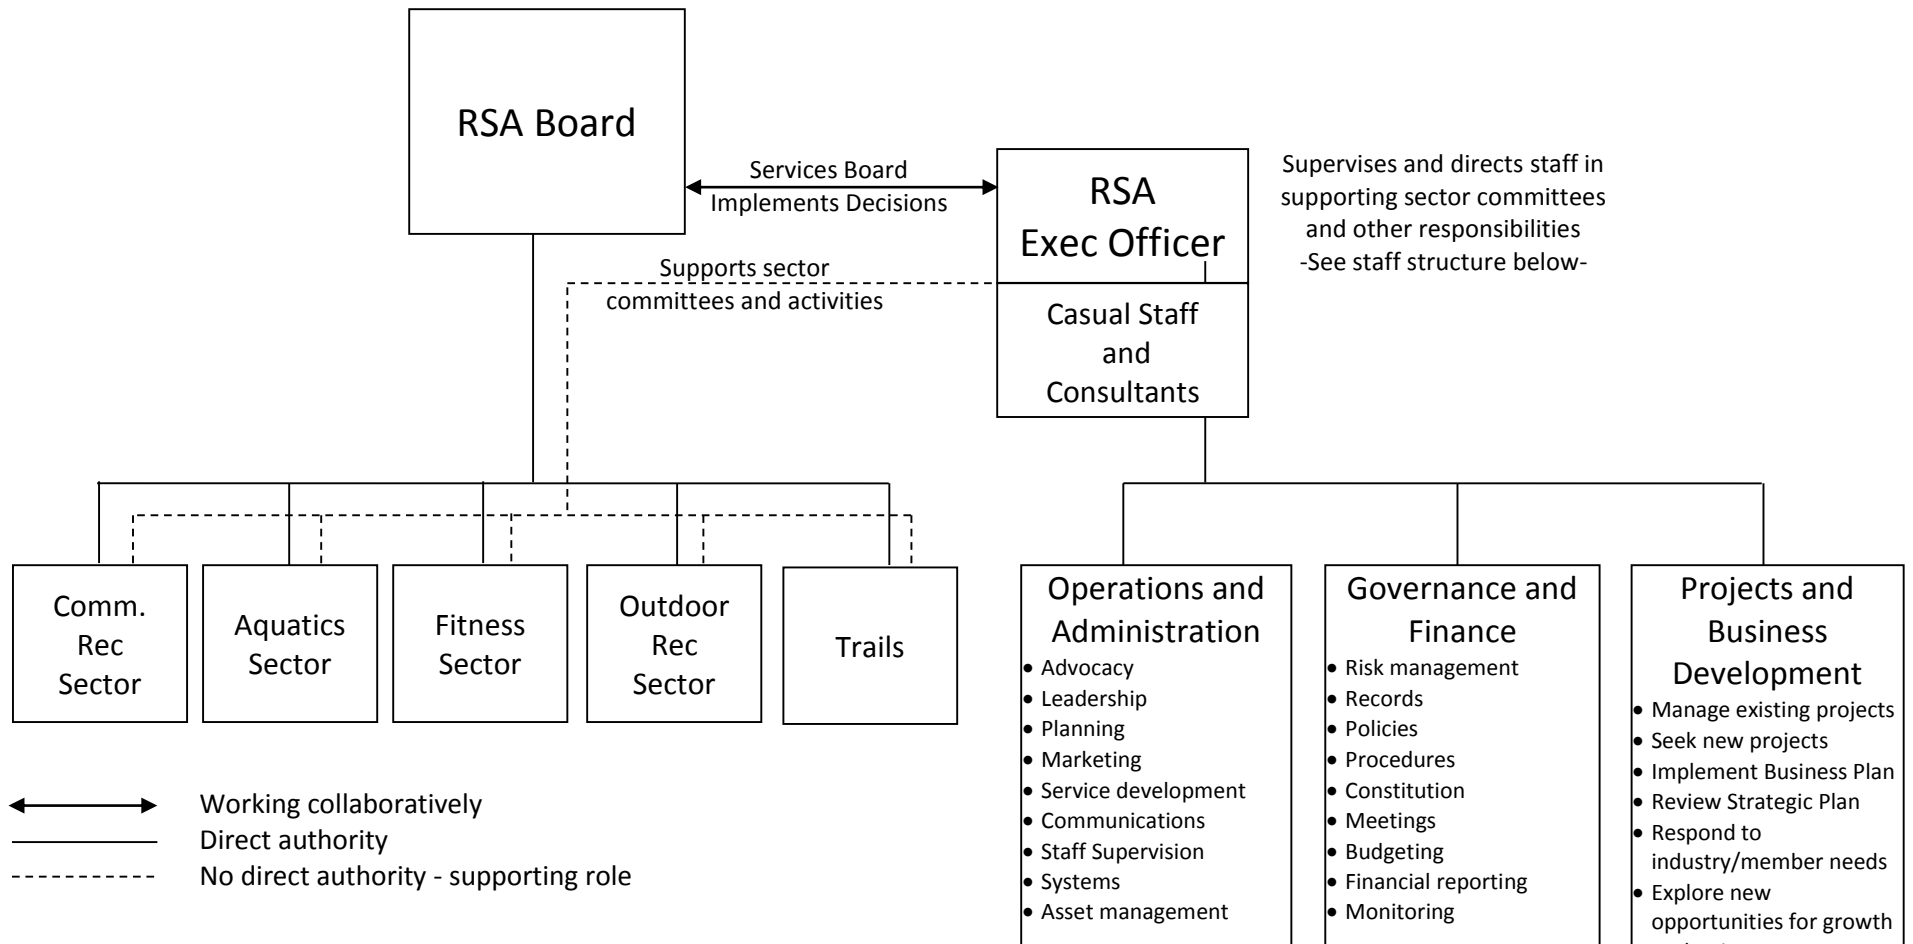 RSA Board
Services Board
Implements Decisions
RSA
Exec Officer
Supervises and directs staff in
supporting sector committees
and other responsibilities
-See staff structure below-
Supports sector
committees and activities
Casual Staff
and
Consultants
Comm.
Rec
Sector
Aquatics
Sector
Fitness
Sector
Outdoor
Rec
Sector
Trails
Operations and
Administration
• Advocacy
• Leadership
• Planning
• Marketing
• Service development
• Communications
• Staff Supervision
• Systems
• Asset management
Governance and
Finance
• Risk management
• Records
• Policies
• Procedures
• Constitution
• Meetings
• Budgeting
• Financial reporting
• Monitoring
Projects and
Business
Development
• Manage existing projects
• Seek new projects
• Implement Business Plan
• Review Strategic Plan
• Respond to
industry/member needs
• Explore new
opportunities for growth
Working collaboratively
Direct authority
No direct authority - supporting role